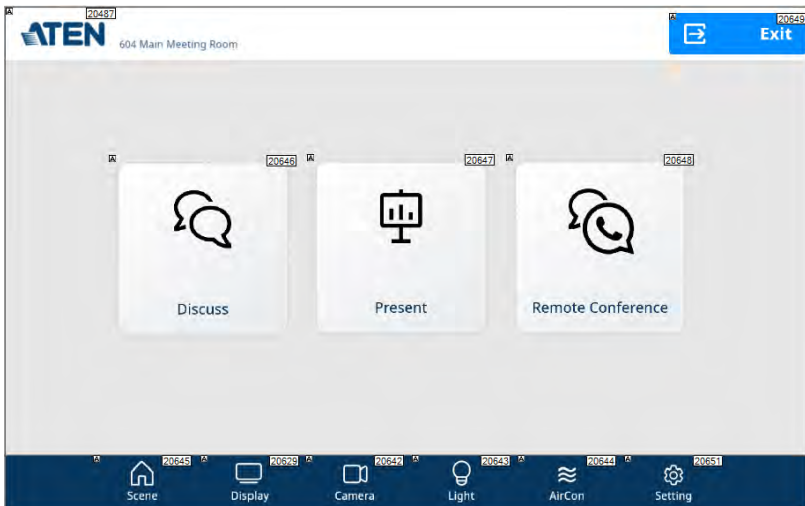 A 20487
ATEN
604 Main Meeting Room
A 20649
Exit
A 20646
A 20647
A 20648
Discuss
Present
Remote Conference
A 20645
A 20629
A 20642
A 20643
A 20644
A 20651
Scene
Display
Camera
Light
AirCon
Setting